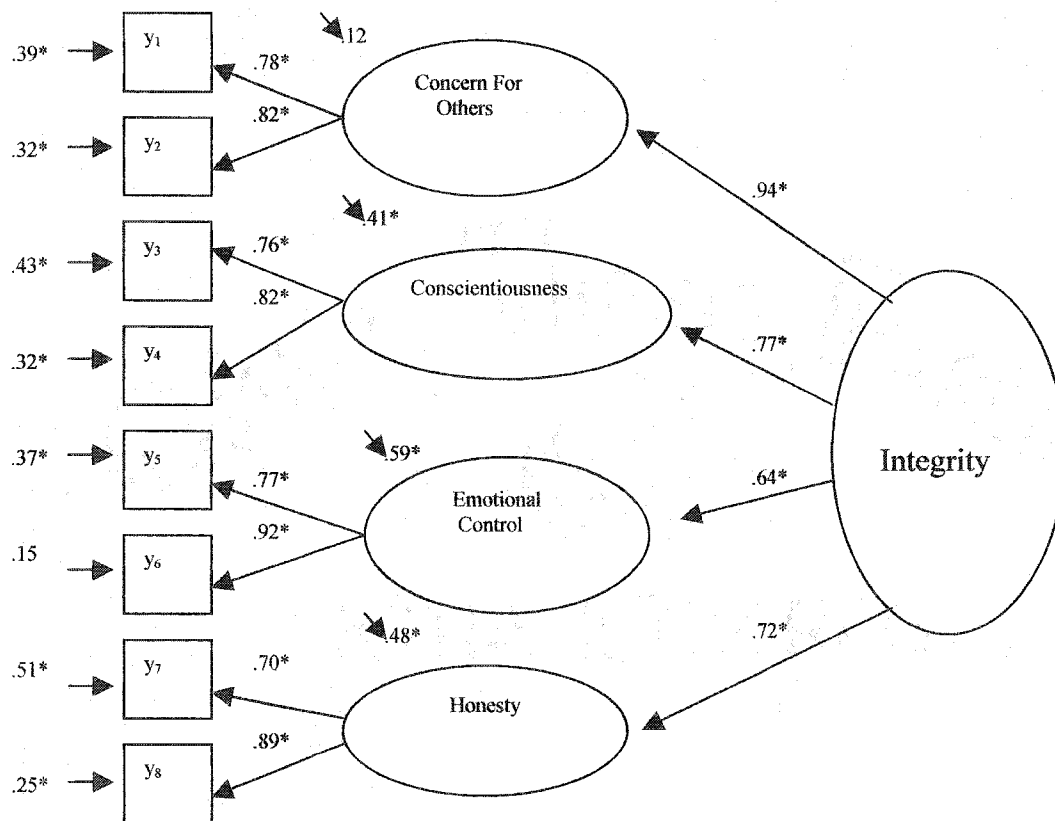 .39*
y₁
.78*
.12
Concern For
Others
.32*
y₂
.82*
.94*
.43*
y₃
.76*
.41*
Conscientiousness
.82*
.32*
y₄
.77*
.37*
y₅
.77*
.59*
Emotional
Control
.64*
Integrity
.92*
.15
y₆
.51*
y₇
.70*
.48*
Honesty
.72*
.89*
.25*
y₈